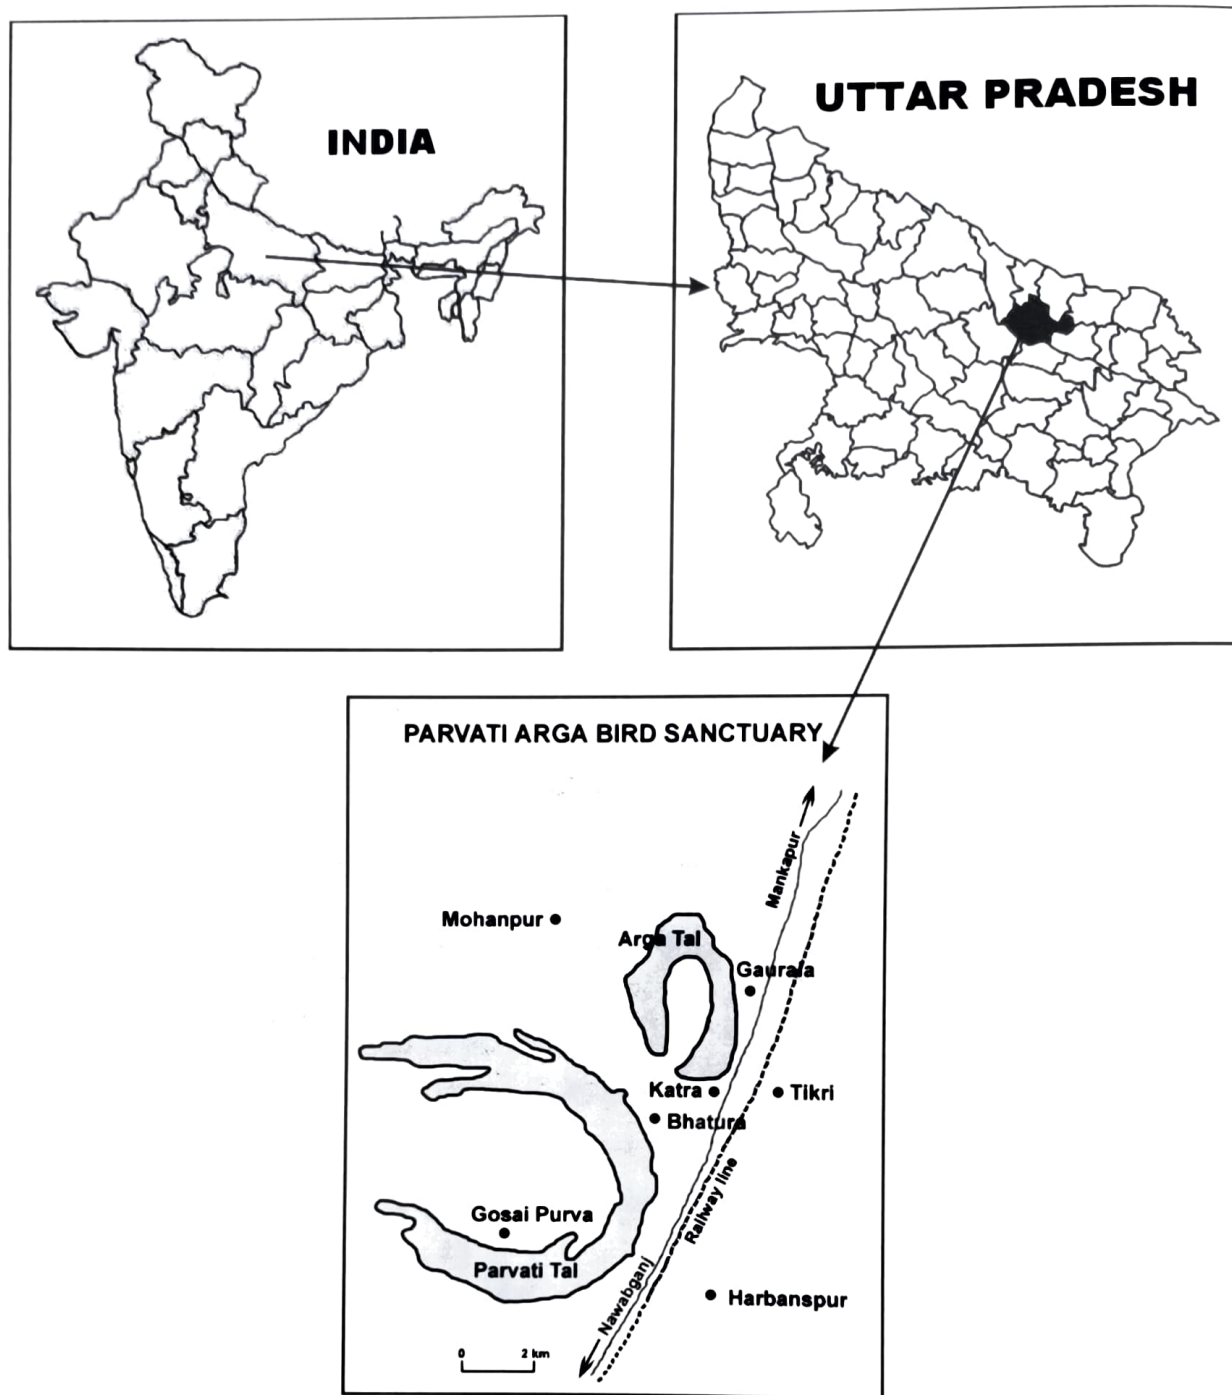 INDIA
UTTAR PRADESH
PARVATI ARGA BIRD SANCTUARY
Mankapur
Mohanpur
Arga Tal
Gauraia
Katra
Tikri
Bhatura
Railway line
Gosai Purva
Parvati Tal
Nawabganj
Harbanspur
0 2 km